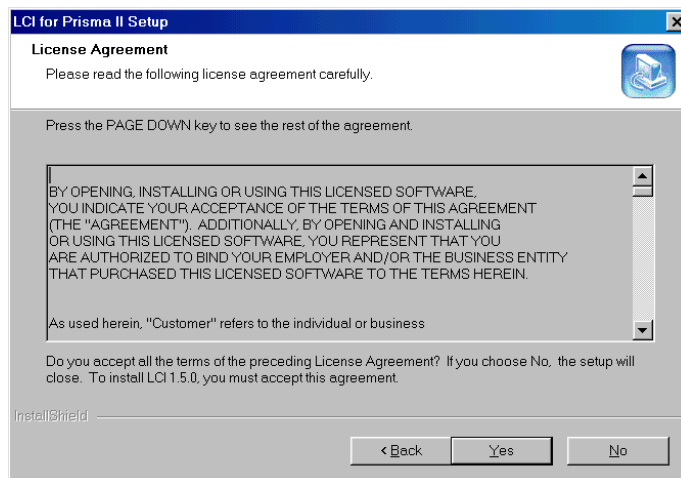 LCI for Prisma II Setup
License Agreement
Please read the following license agreement carefully.
Press the PAGE DOWN key to see the rest of the agreement.
BY OPENING, INSTALLING OR USING THIS LICENSED SOFTWARE,
YOU INDICATE YOUR ACCEPTANCE OF THE TERMS OF THIS AGREEMENT
(THE "AGREEMENT"). ADDITIONALLY, BY OPENING AND INSTALLING
OR USING THIS LICENSED SOFTWARE, YOU REPRESENT THAT YOU
ARE AUTHORIZED TO BIND YOUR EMPLOYER AND/OR THE BUSINESS ENTITY
THAT PURCHASED THIS LICENSED SOFTWARE TO THE TERMS HEREIN.
As used herein, "Customer" refers to the individual or business
Do you accept all the terms of the preceding License Agreement? If you choose No, the setup will
close. To install LCI 1.5.0, you must accept this agreement.
InstallShield
< Back
Yes
No